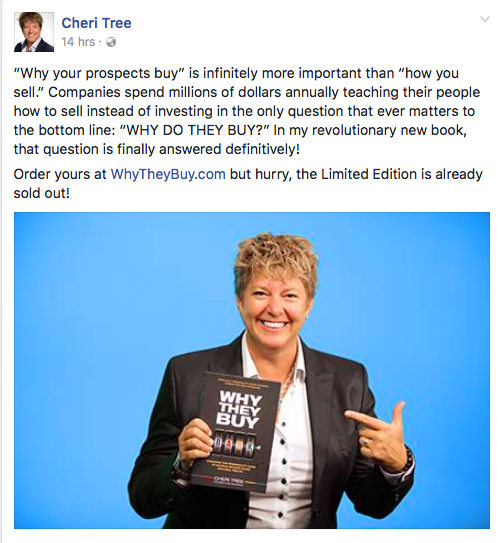 Cheri Tree
14 hrs ·
“Why your prospects buy” is infinitely more important than “how you
sell.” Companies spend millions of dollars annually teaching their people
how to sell instead of investing in the only question that ever matters to
the bottom line: “WHY DO THEY BUY?” In my revolutionary new book,
that question is finally answered definitively!
Order yours at WhyTheyBuy.com but hurry, the Limited Edition is already
sold out!
WHY
THEY
BUY
BANK
CHERI TREE